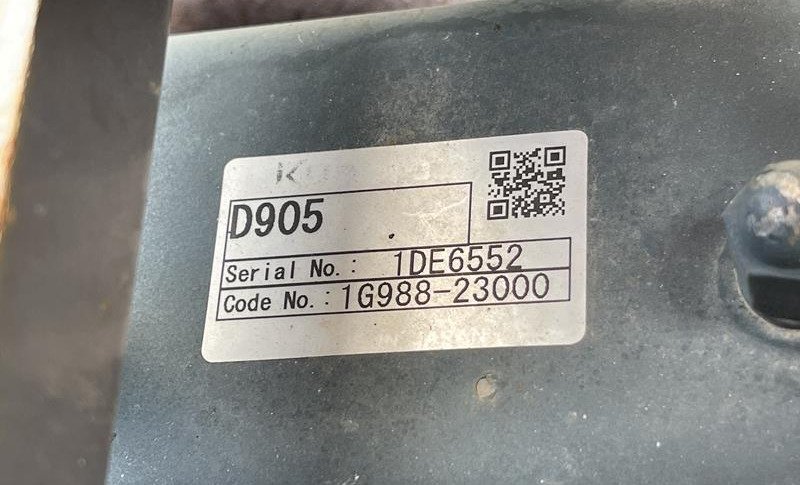 D905
Serial No.: 1DE6552
Code No.: 1G988-23000